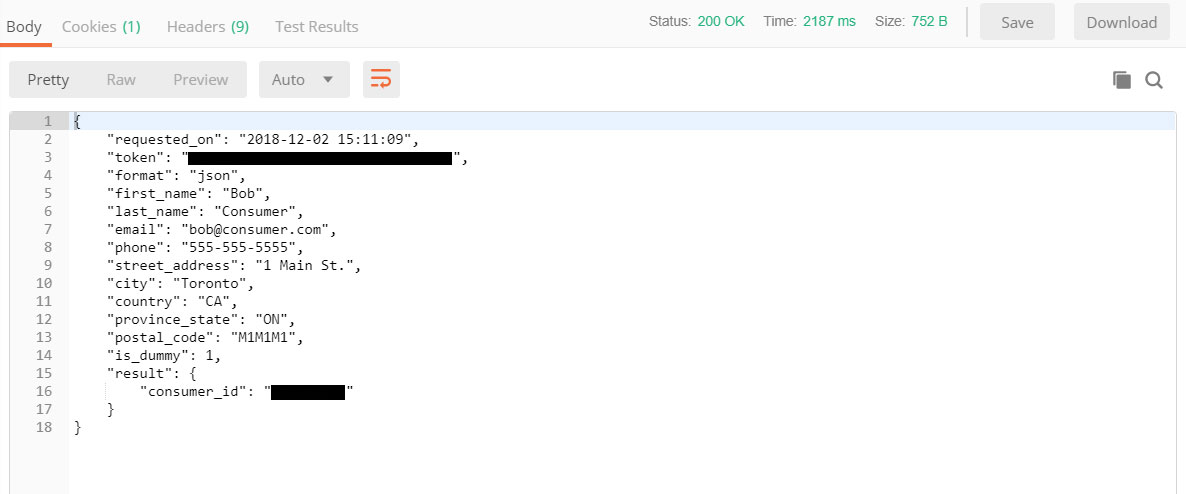 Body Cookies (1) Headers (9) Test Results Status: 200 OK Time: 2187 ms Size: 752 B Save Download
Pretty Raw Preview Auto
1 {
2 "requested_on": "2018-12-02 15:11:09",
3 "token": "",
4 "format": "json",
5 "first_name": "Bob",
6 "last_name": "Consumer",
7 "email": "bob@consumer.com",
8 "phone": "555-555-5555",
9 "street_address": "1 Main St.",
10 "city": "Toronto",
11 "country": "CA",
12 "province_state": "ON",
13 "postal_code": "M1M1M1",
14 "is_dummy": 1,
15 "result": {
16 "consumer_id": ""
17 }
18 }